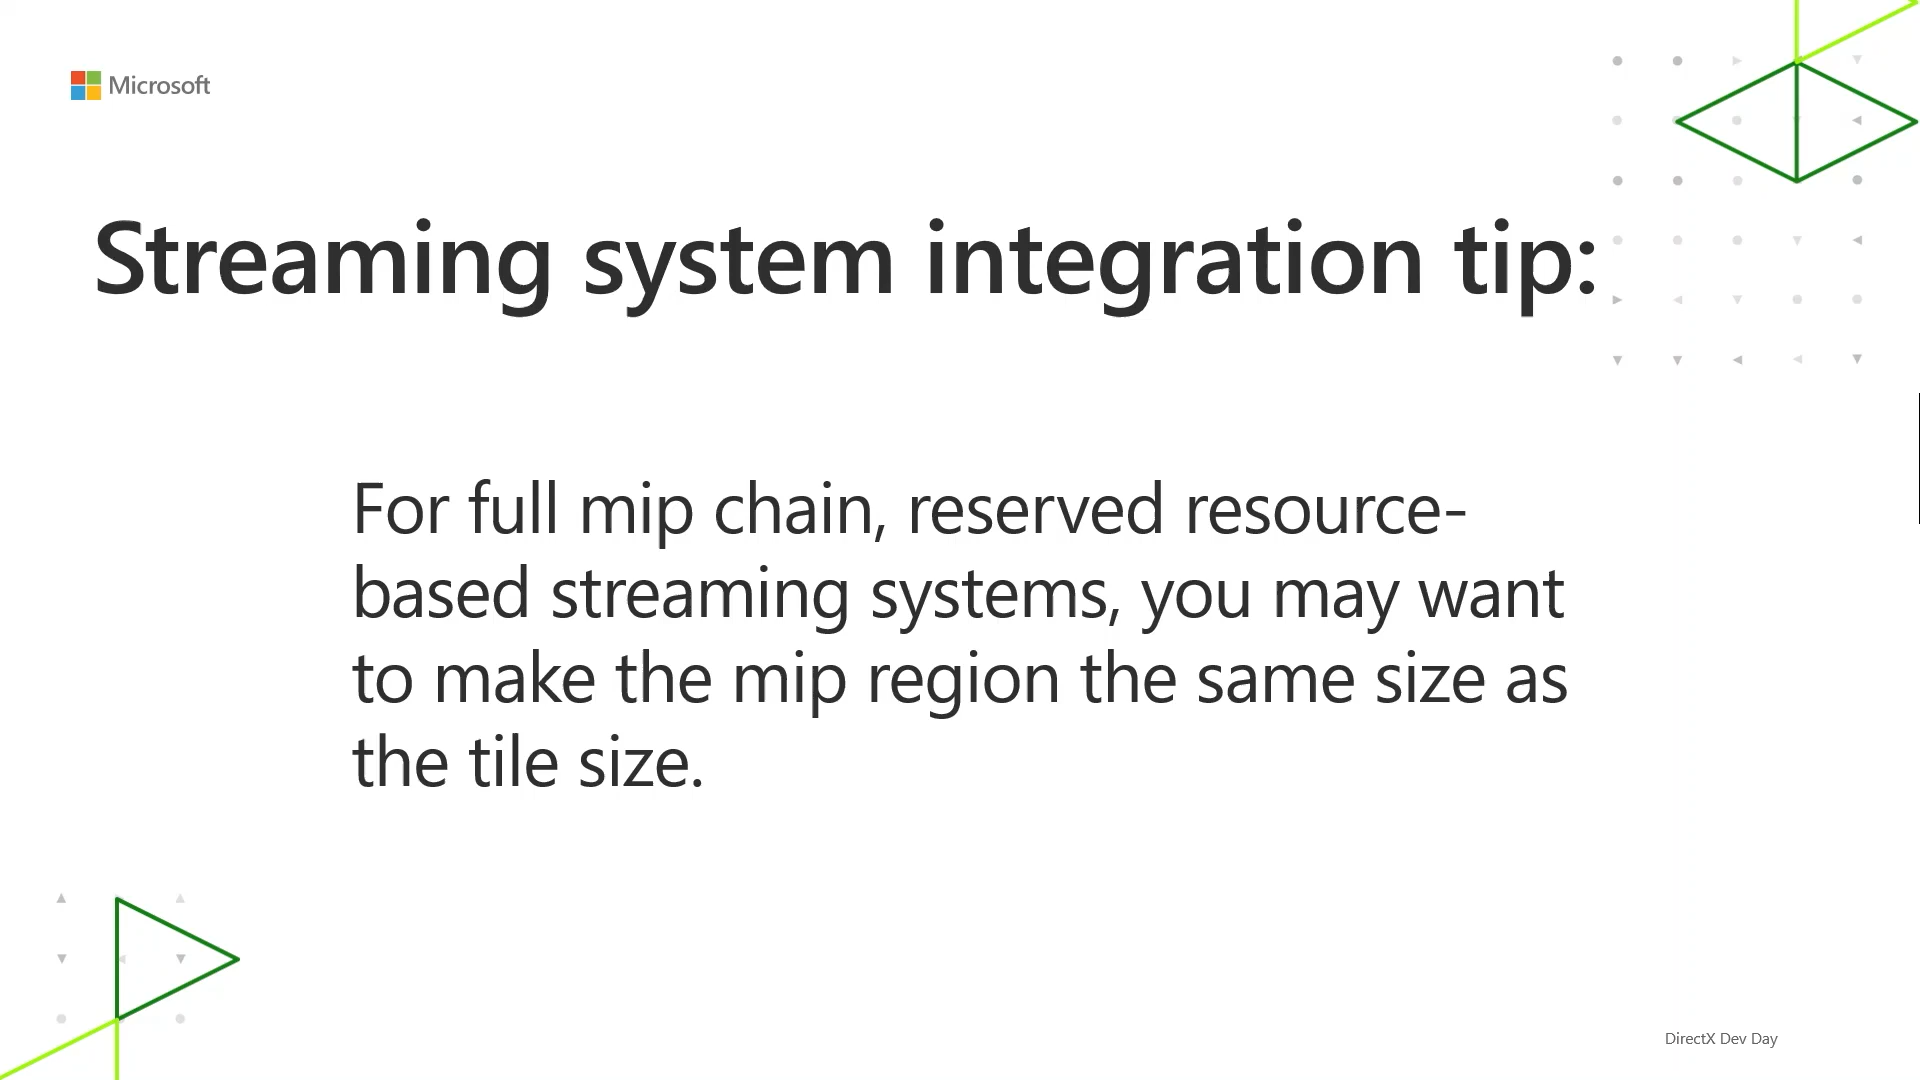 Microsoft
Streaming system integration tip:
For full mip chain, reserved resource-
based streaming systems, you may want
to make the mip region the same size as
the tile size.
DirectX Dev Day